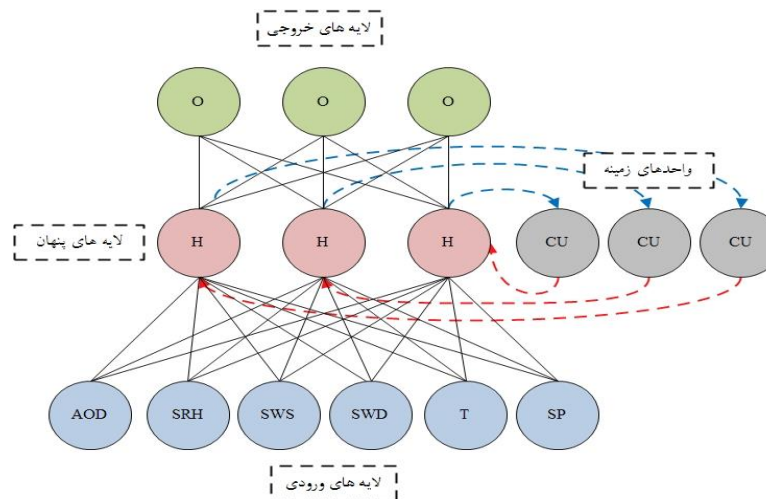 لایه های خروجی
O O O
واحدهای زمینه
لایه های پنهان
H H H CU CU CU
AOD SRH SWS SWD T SP
لایه های ورودی